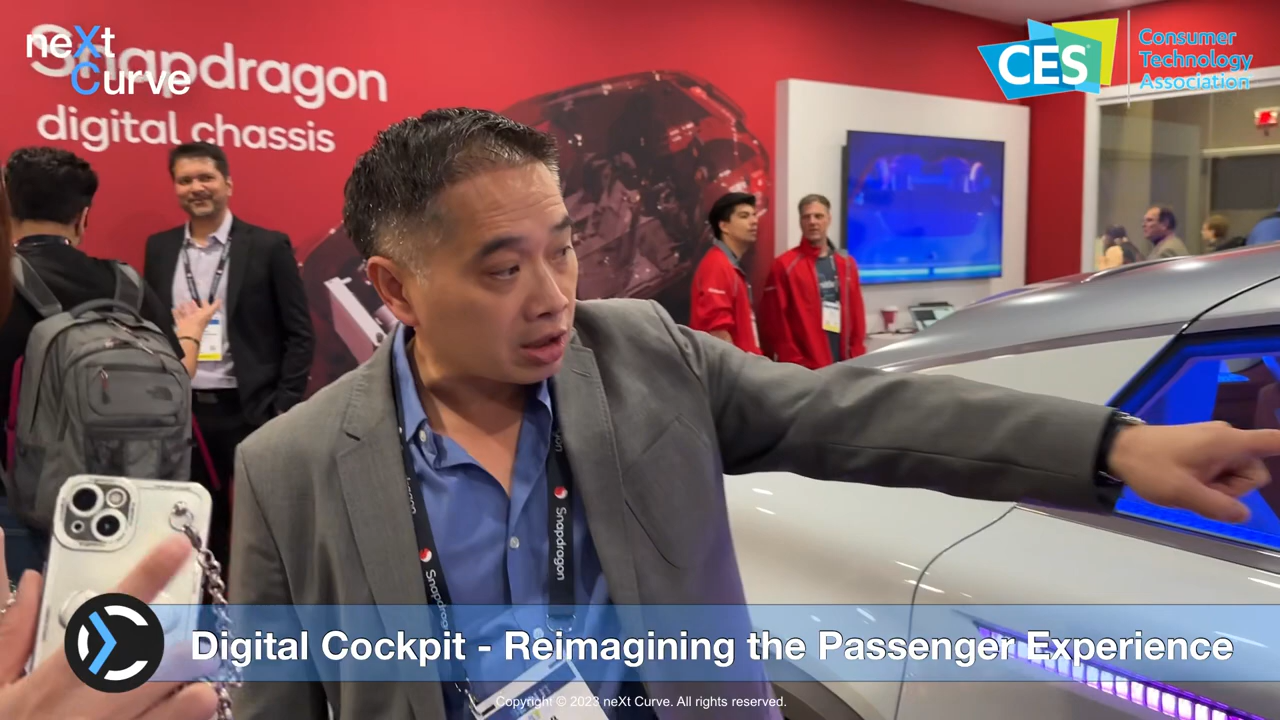 neXt
Curve
Snapdragon
digital chassis
CES
Consumer
Technology
Association
Snapdragon
Snapdragon
Digital Cockpit - Reimagining the Passenger Experience
Copyright © 2023 neXt Curve. All rights reserved.